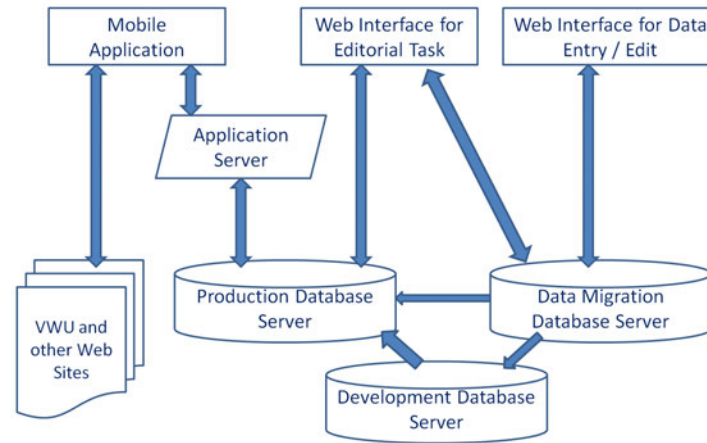 Mobile
Application
Web Interface for
Editorial Task
Web Interface for Data
Entry / Edit
Application
Server
Production Database
Server
Data Migration
Database Server
VWU and
other Web
Sites
Development Database
Server